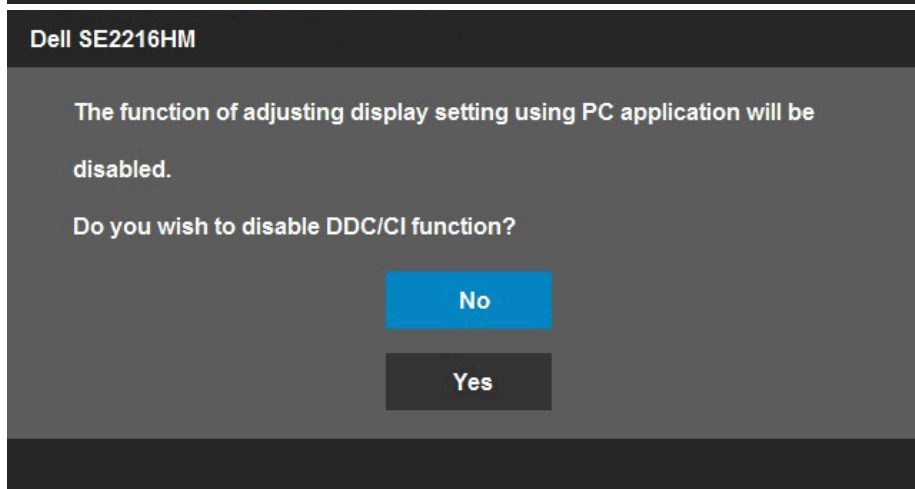 Dell SE2216HM
The function of adjusting display setting using PC application will be
disabled.
Do you wish to disable DDC/CI function?
No
Yes